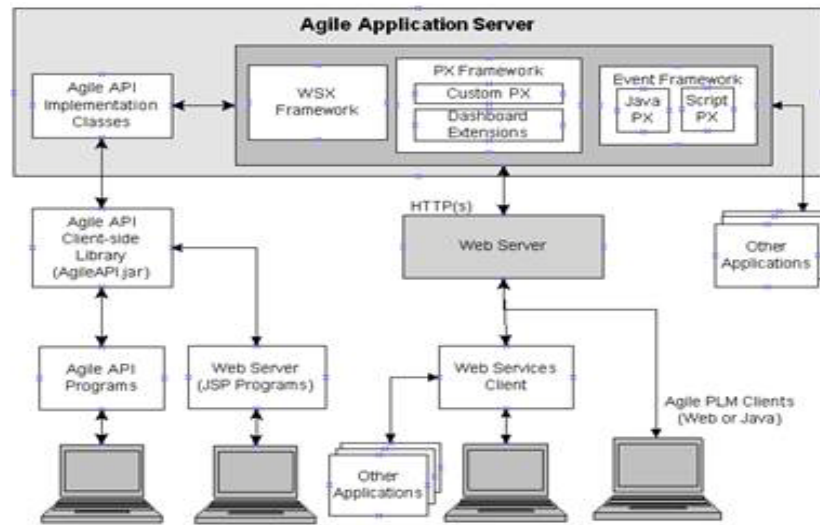 Agile Application Server
Agile API
Implementation
Classes
WSX
Framework
PX Framework
Custom PX
Dashboard
Extensions
Event Framework
Java
PX
Script
PX
HTTP(s)
Agile API
Client-side
Library
(AgileAPI.jar)
Web Server
Other
Applications
Agile API
Programs
Web Server
(JSP Programs)
Web Services
Client
Agile PLM Clients
(Web or Java)
Other
Applications